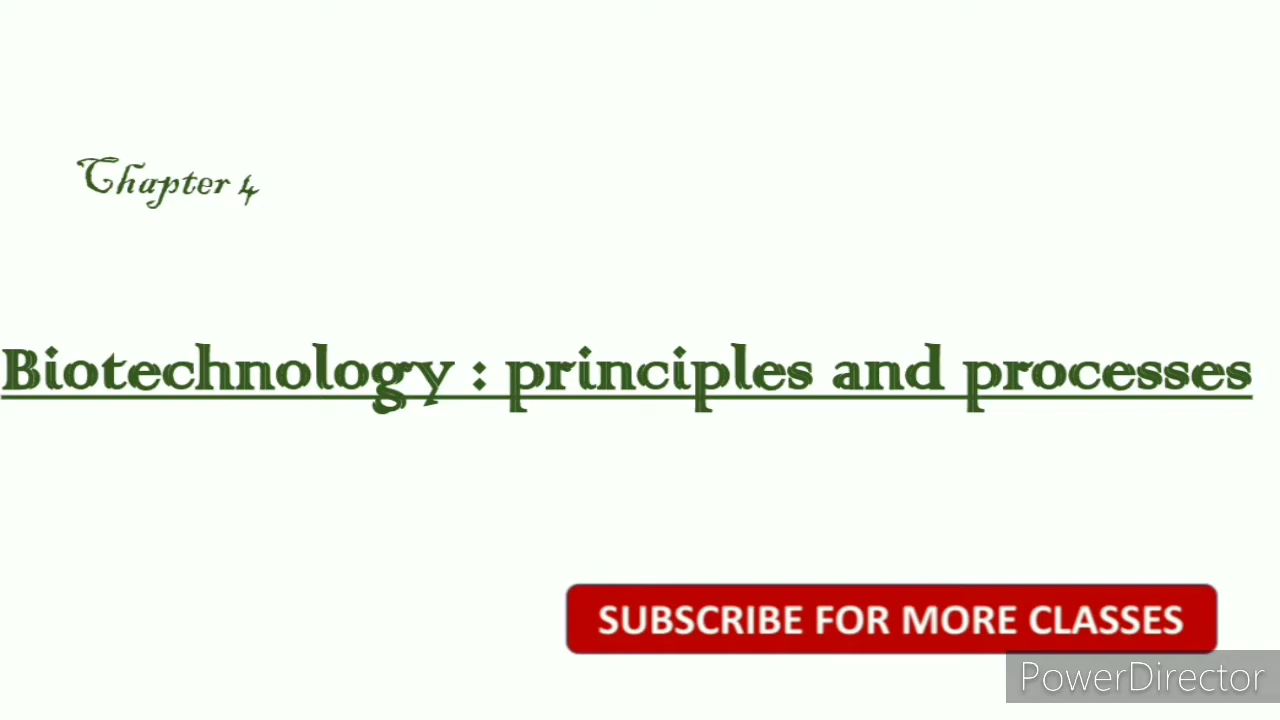 Chapter 4
Biotechnology : principles and processes
SUBSCRIBE FOR MORE CLASSES
PowerDirector